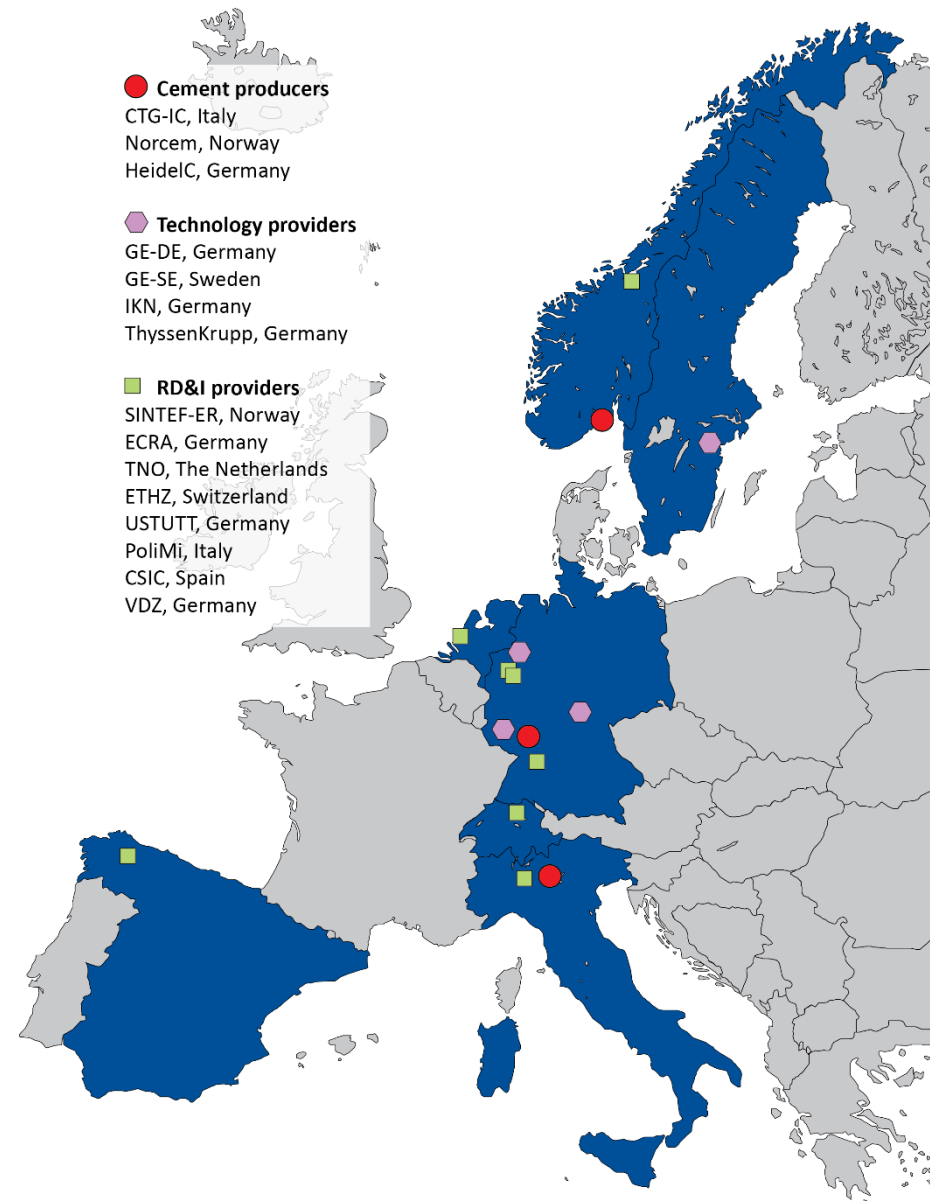 Cement producers
CTG-IC, Italy
Norcem, Norway
HeidelC, Germany
Technology providers
GE-DE, Germany
GE-SE, Sweden
IKN, Germany
ThyssenKrupp, Germany
RD&I providers
SINTEF-ER, Norway
ECRA, Germany
TNO, The Netherlands
ETHZ, Switzerland
USTUTT, Germany
PoliMi, Italy
CSIC, Spain
VDZ, Germany